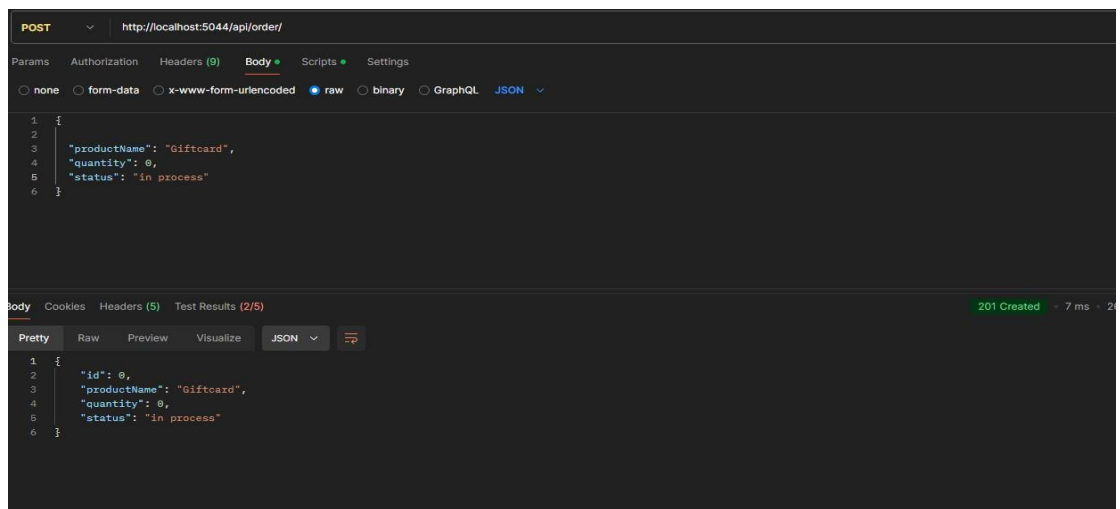 POST http://localhost:5044/api/order/
Params Authorization Headers (9) Body Scripts Settings
none form-data x-www-form-urlencoded raw binary GraphQL JSON
1 {
2
3 "productName": "Giftcard",
4 "quantity": 0,
5 "status": "in process"
6 }
Body Cookies Headers (5) Test Results (2/5) 201 Created 7 ms
Pretty Raw Preview Visualize JSON
1 {
2 "id": 0,
3 "productName": "Giftcard",
4 "quantity": 0,
5 "status": "in process"
6 }